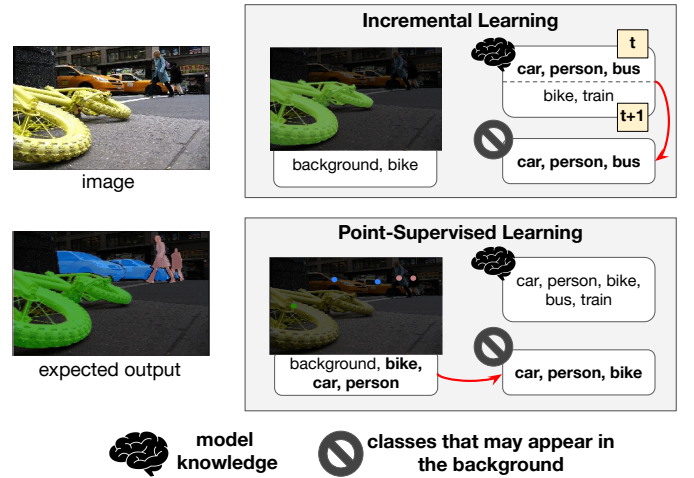 Incremental Learning
image
background, bike
t
car, person, bus
bike, train
t+1
car, person, bus
Point-Supervised Learning
expected output
background, bike,
car, person
car, person, bike,
bus, train
car, person, bike
model
knowledge
classes that may appear in
the background